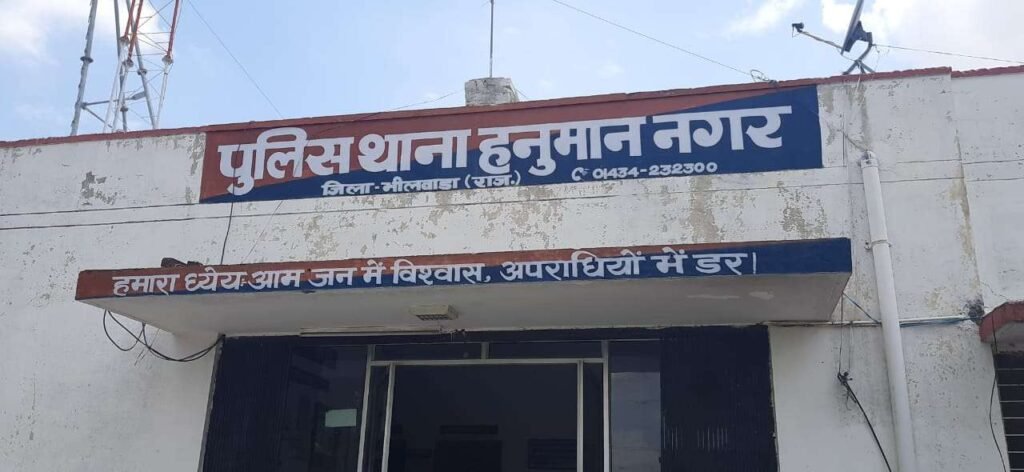 पुलिस थाना हनुमान नगर
जिला-भीलवाडा (राज.) ✆ 01434-232300
हमारा ध्येयः-आम जन में विश्वास, अपराधियों में डर।